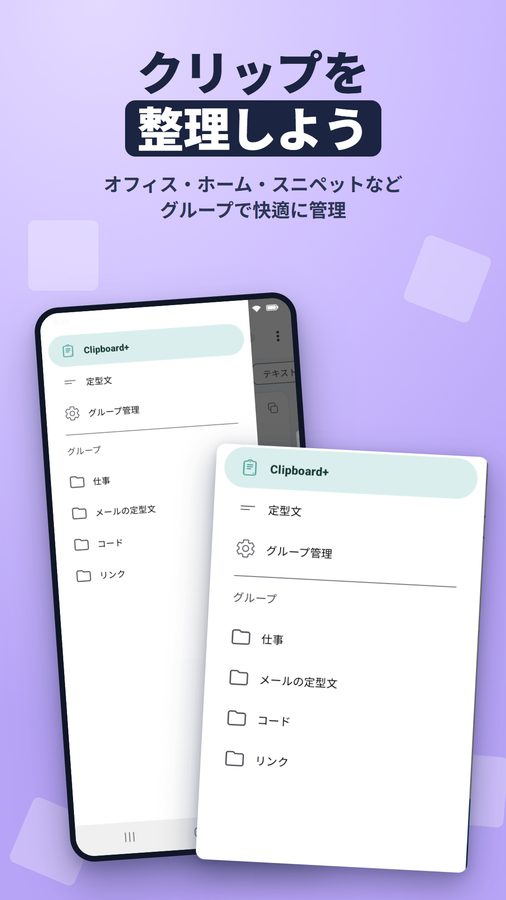 クリップを
整理しよう
オフィス・ホーム・スニペットなど
グループで快適に管理
Clipboard+
定型文
グループ管理
グループ
仕事
メールの定型文
コード
リンク
テキスト
Clipboard+
定型文
グループ管理
グループ
仕事
メールの定型文
コード
リンク